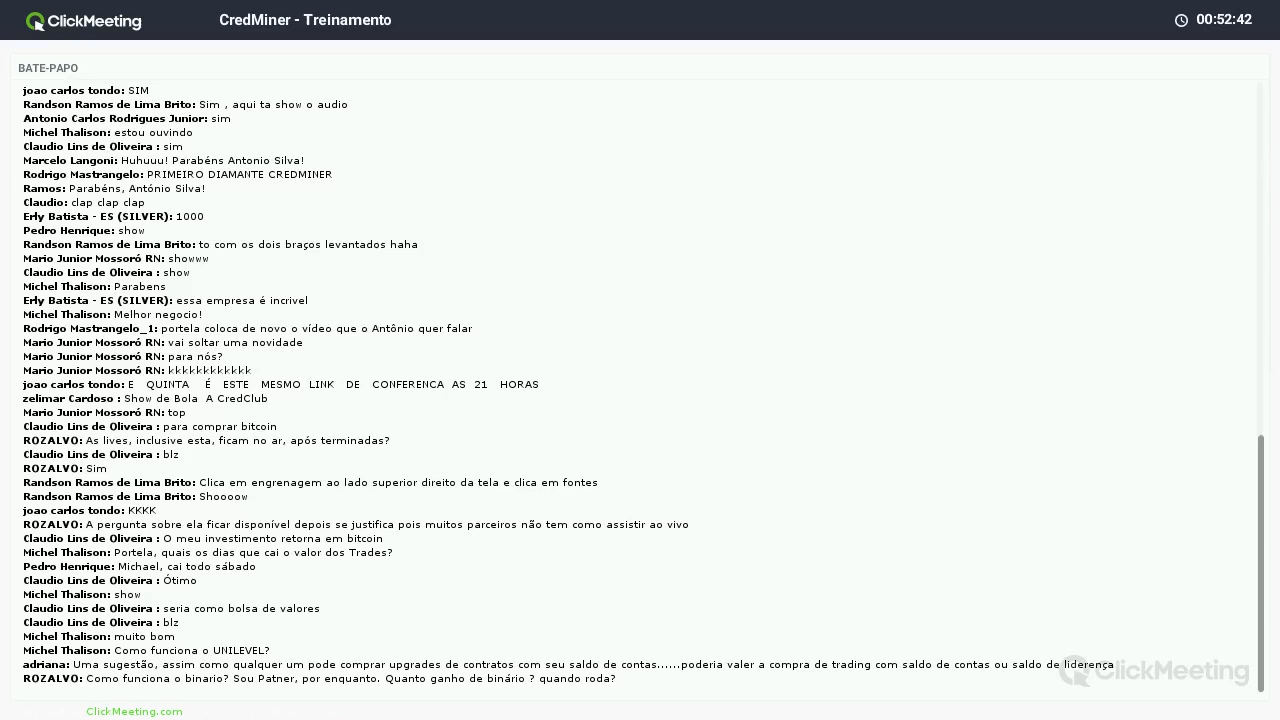 ClickMeeting
CredMiner - Treinamento
00:52:42
BATE-PAPO
joao carlos tondo: SIM
Randson Ramos de Lima Brito: Sim , aqui ta show o audio
Antonio Carlos Rodrigues Junior: sim
Michel Thalison: estou ouvindo
Claudio Lins de Oliveira : sim
Marcelo Langoni: Huhuuu! Parabéns Antonio Silva!
Rodrigo Mastrangelo: PRIMEIRO DIAMANTE CREDMINER
Ramos: Parabéns, António Silva!
Claudio: clap clap clap
Erly Batista - ES (SILVER): 1000
Pedro Henrique: show
Randson Ramos de Lima Brito: to com os dois braços levantados haha
Mario Junior Mossoró RN: showww
Claudio Lins de Oliveira : show
Michel Thalison: Parabens
Erly Batista - ES (SILVER): essa empresa é incrivel
Michel Thalison: Melhor negocio!
Rodrigo Mastrangelo_1: portela coloca de novo o vídeo que o Antônio quer falar
Mario Junior Mossoró RN: vai soltar uma novidade
Mario Junior Mossoró RN: para nós?
Mario Junior Mossoró RN: kkkkkkkkkkkk
joao carlos tondo: E QUINTA É ESTE MESMO LINK DE CONFERENCA AS 21 HORAS
zelimar Cardoso : Show de Bola A CredClub
Mario Junior Mossoró RN: top
Claudio Lins de Oliveira : para comprar bitcoin
ROZALVO: As lives, inclusive esta, ficam no ar, após terminadas?
Claudio Lins de Oliveira : blz
ROZALVO: Sim
Randson Ramos de Lima Brito: Clica em engrenagem ao lado superior direito da tela e clica em fontes
Randson Ramos de Lima Brito: Shoooow
joao carlos tondo: KKKK
ROZALVO: A pergunta sobre ela ficar disponível depois se justifica pois muitos parceiros não tem como assistir ao vivo
Claudio Lins de Oliveira : O meu investimento retorna em bitcoin
Michel Thalison: Portela, quais os dias que cai o valor dos Trades?
Pedro Henrique: Michael, cai todo sábado
Claudio Lins de Oliveira : Ótimo
Michel Thalison: show
Claudio Lins de Oliveira : seria como bolsa de valores
Claudio Lins de Oliveira : blz
Michel Thalison: muito bom
Michel Thalison: Como funciona o UNILEVEL?
adriana: Uma sugestão, assim como qualquer um pode comprar upgrades de contratos com seu saldo de contas......poderia valer a compra de trading com saldo de contas ou saldo de liderença
ROZALVO: Como funciona o binario? Sou Patner, por enquanto. Quanto ganho de binário ? quando roda?
ClickMeeting
ClickMeeting.com